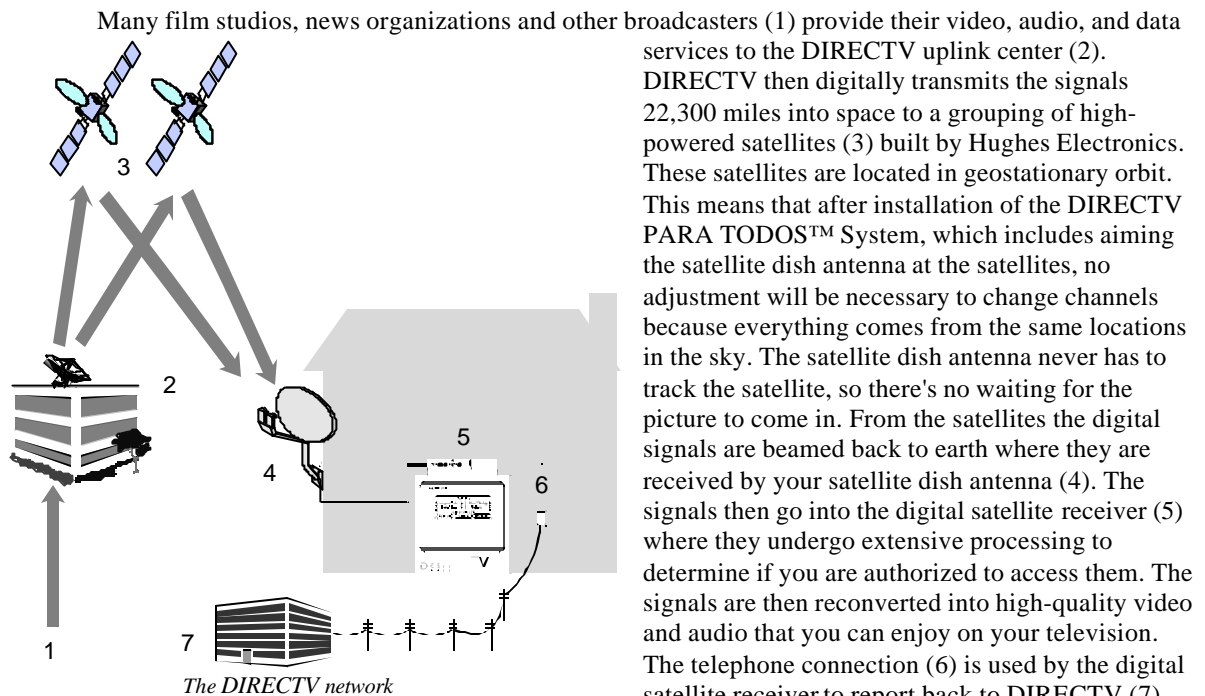 Many film studios, news organizations and other broadcasters (1) provide their video, audio, and data
services to the DIRECTV uplink center (2).
DIRECTV then digitally transmits the signals
22,300 miles into space to a grouping of high-
powered satellites (3) built by Hughes Electronics.
These satellites are located in geostationary orbit.
This means that after installation of the DIRECTV
PARA TODOS™ System, which includes aiming
the satellite dish antenna at the satellites, no
adjustment will be necessary to change channels
because everything comes from the same locations
in the sky. The satellite dish antenna never has to
track the satellite, so there's no waiting for the
picture to come in. From the satellites the digital
signals are beamed back to earth where they are
received by your satellite dish antenna (4). The
signals then go into the digital satellite receiver (5)
where they undergo extensive processing to
determine if you are authorized to access them. The
signals are then reconverted into high-quality video
and audio that you can enjoy on your television.
The telephone connection (6) is used by the digital
satellite receiver to report back to DIRECTV (7)
3
2
5
4
6
7
1
The DIRECTV network